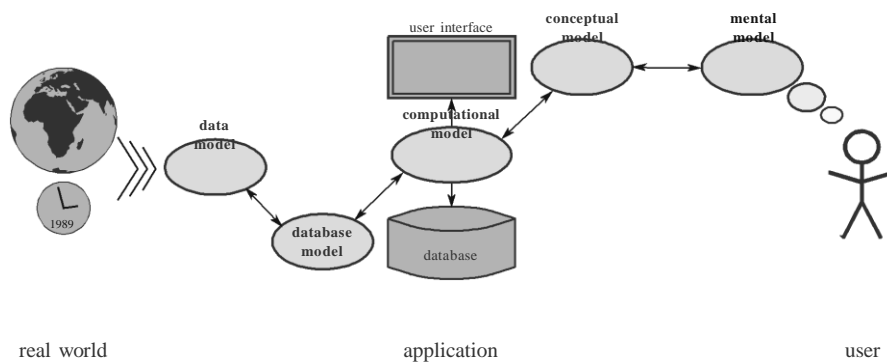 user interface
conceptual
model
mental
model
data
model
computational
model
1989
database
model
database
real world
application
user